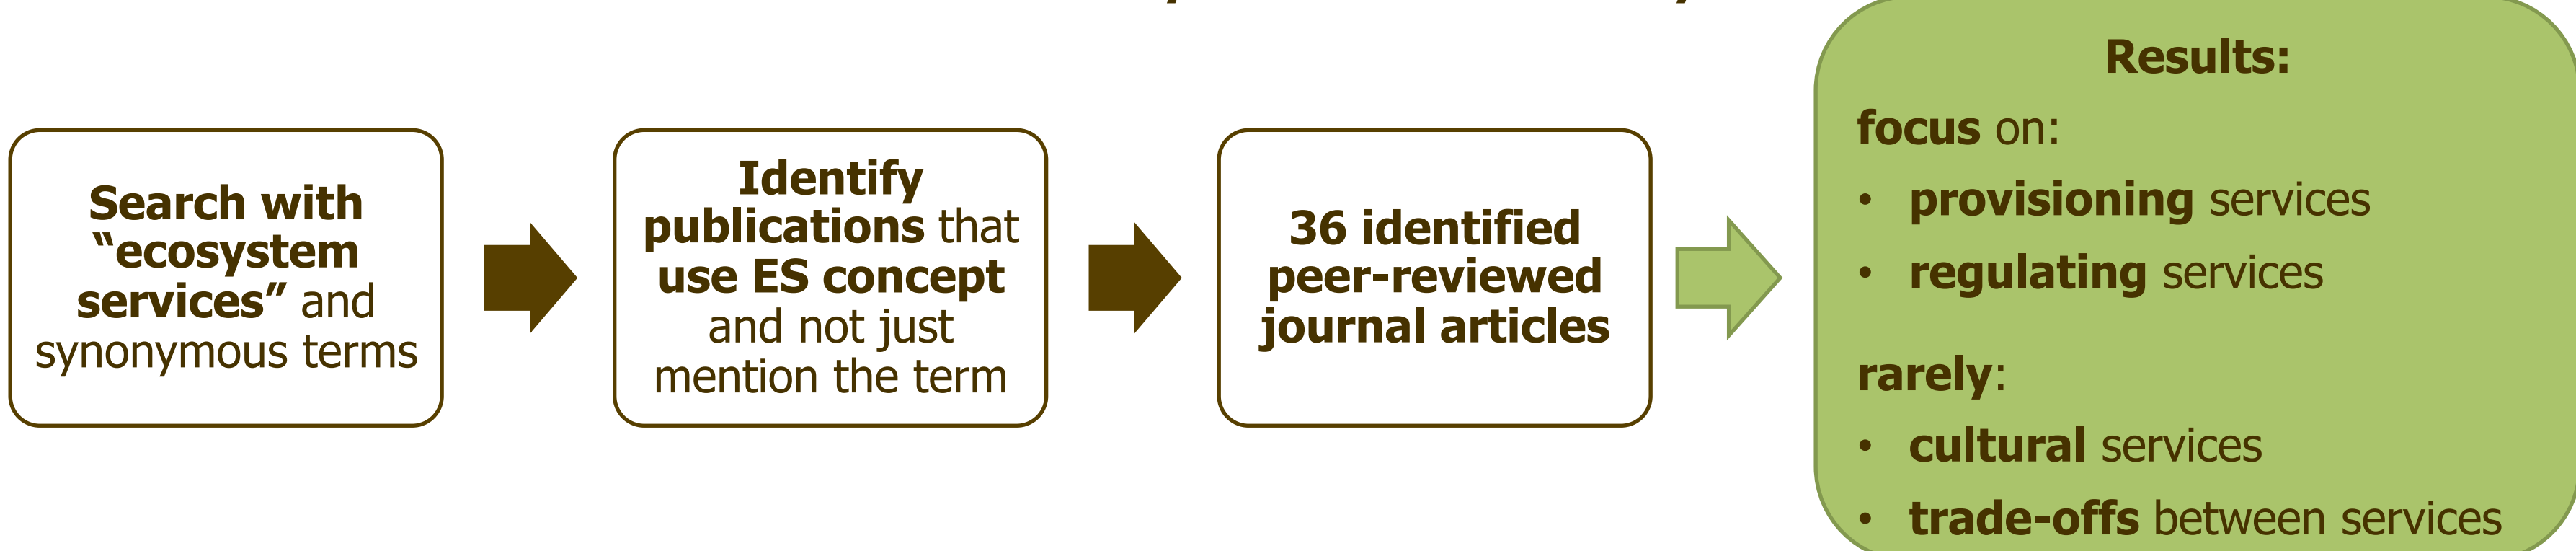 Search with
“ecosystem
services” and
synonymous terms
Identify
publications that
use ES concept
and not just
mention the term
36 identified
peer-reviewed
journal articles
Results:
focus on:
• provisioning services
• regulating services
rarely:
• cultural services
• trade-offs between services